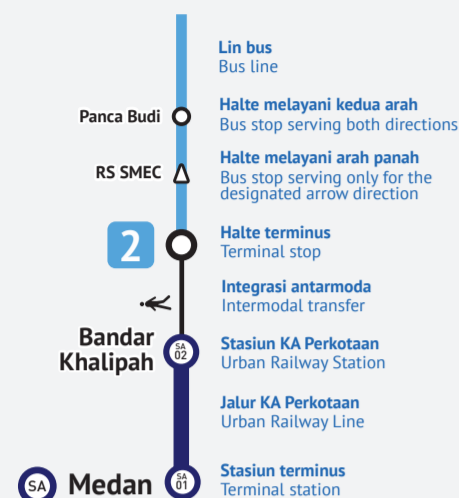 Lin bus
Bus line
Panca Budi
Halte melayani kedua arah
Bus stop serving both directions
RS SMEC
Halte melayani arah panah
Bus stop serving only for the
designated arrow direction
2
Halte terminus
Terminal stop
Integrasi antarmoda
Intermodal transfer
Bandar
Khalipah
SA
02
Stasiun KA Perkotaan
Urban Railway Station
Jalur KA Perkotaan
Urban Railway Line
SA
Medan
SA
01
Stasiun terminus
Terminal station